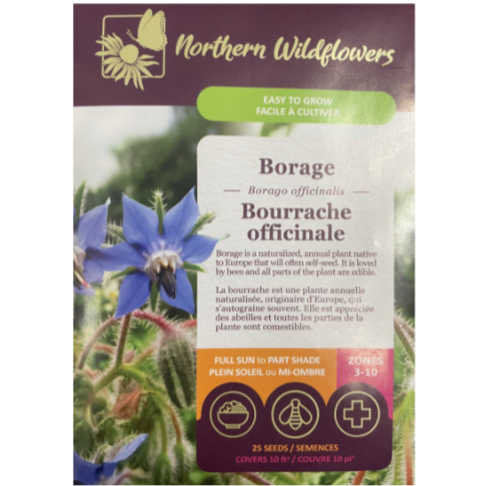 Northern Wildflowers
EASY TO GROW
FACILE À CULTIVER
Borage
Borago officinalis
Bourrache
officinale
Borage is a naturalized, annual plant native
to Europe that will often self-seed. It is loved
by bees and all parts of the plant are edible.
La bourrache est une plante annuelle
naturalisée, originaire d'Europe, qui
s'autograine souvent. Elle est appréciée
des abeilles et toutes les parties de la
plante sont comestibles.
FULL SUN to PART SHADE
PLEIN SOLEIL ou MI-OMBRE
ZONES
3-10
25 SEEDS / SEMENCES
COVERS 10 ft² / COUVRE 10 pi²